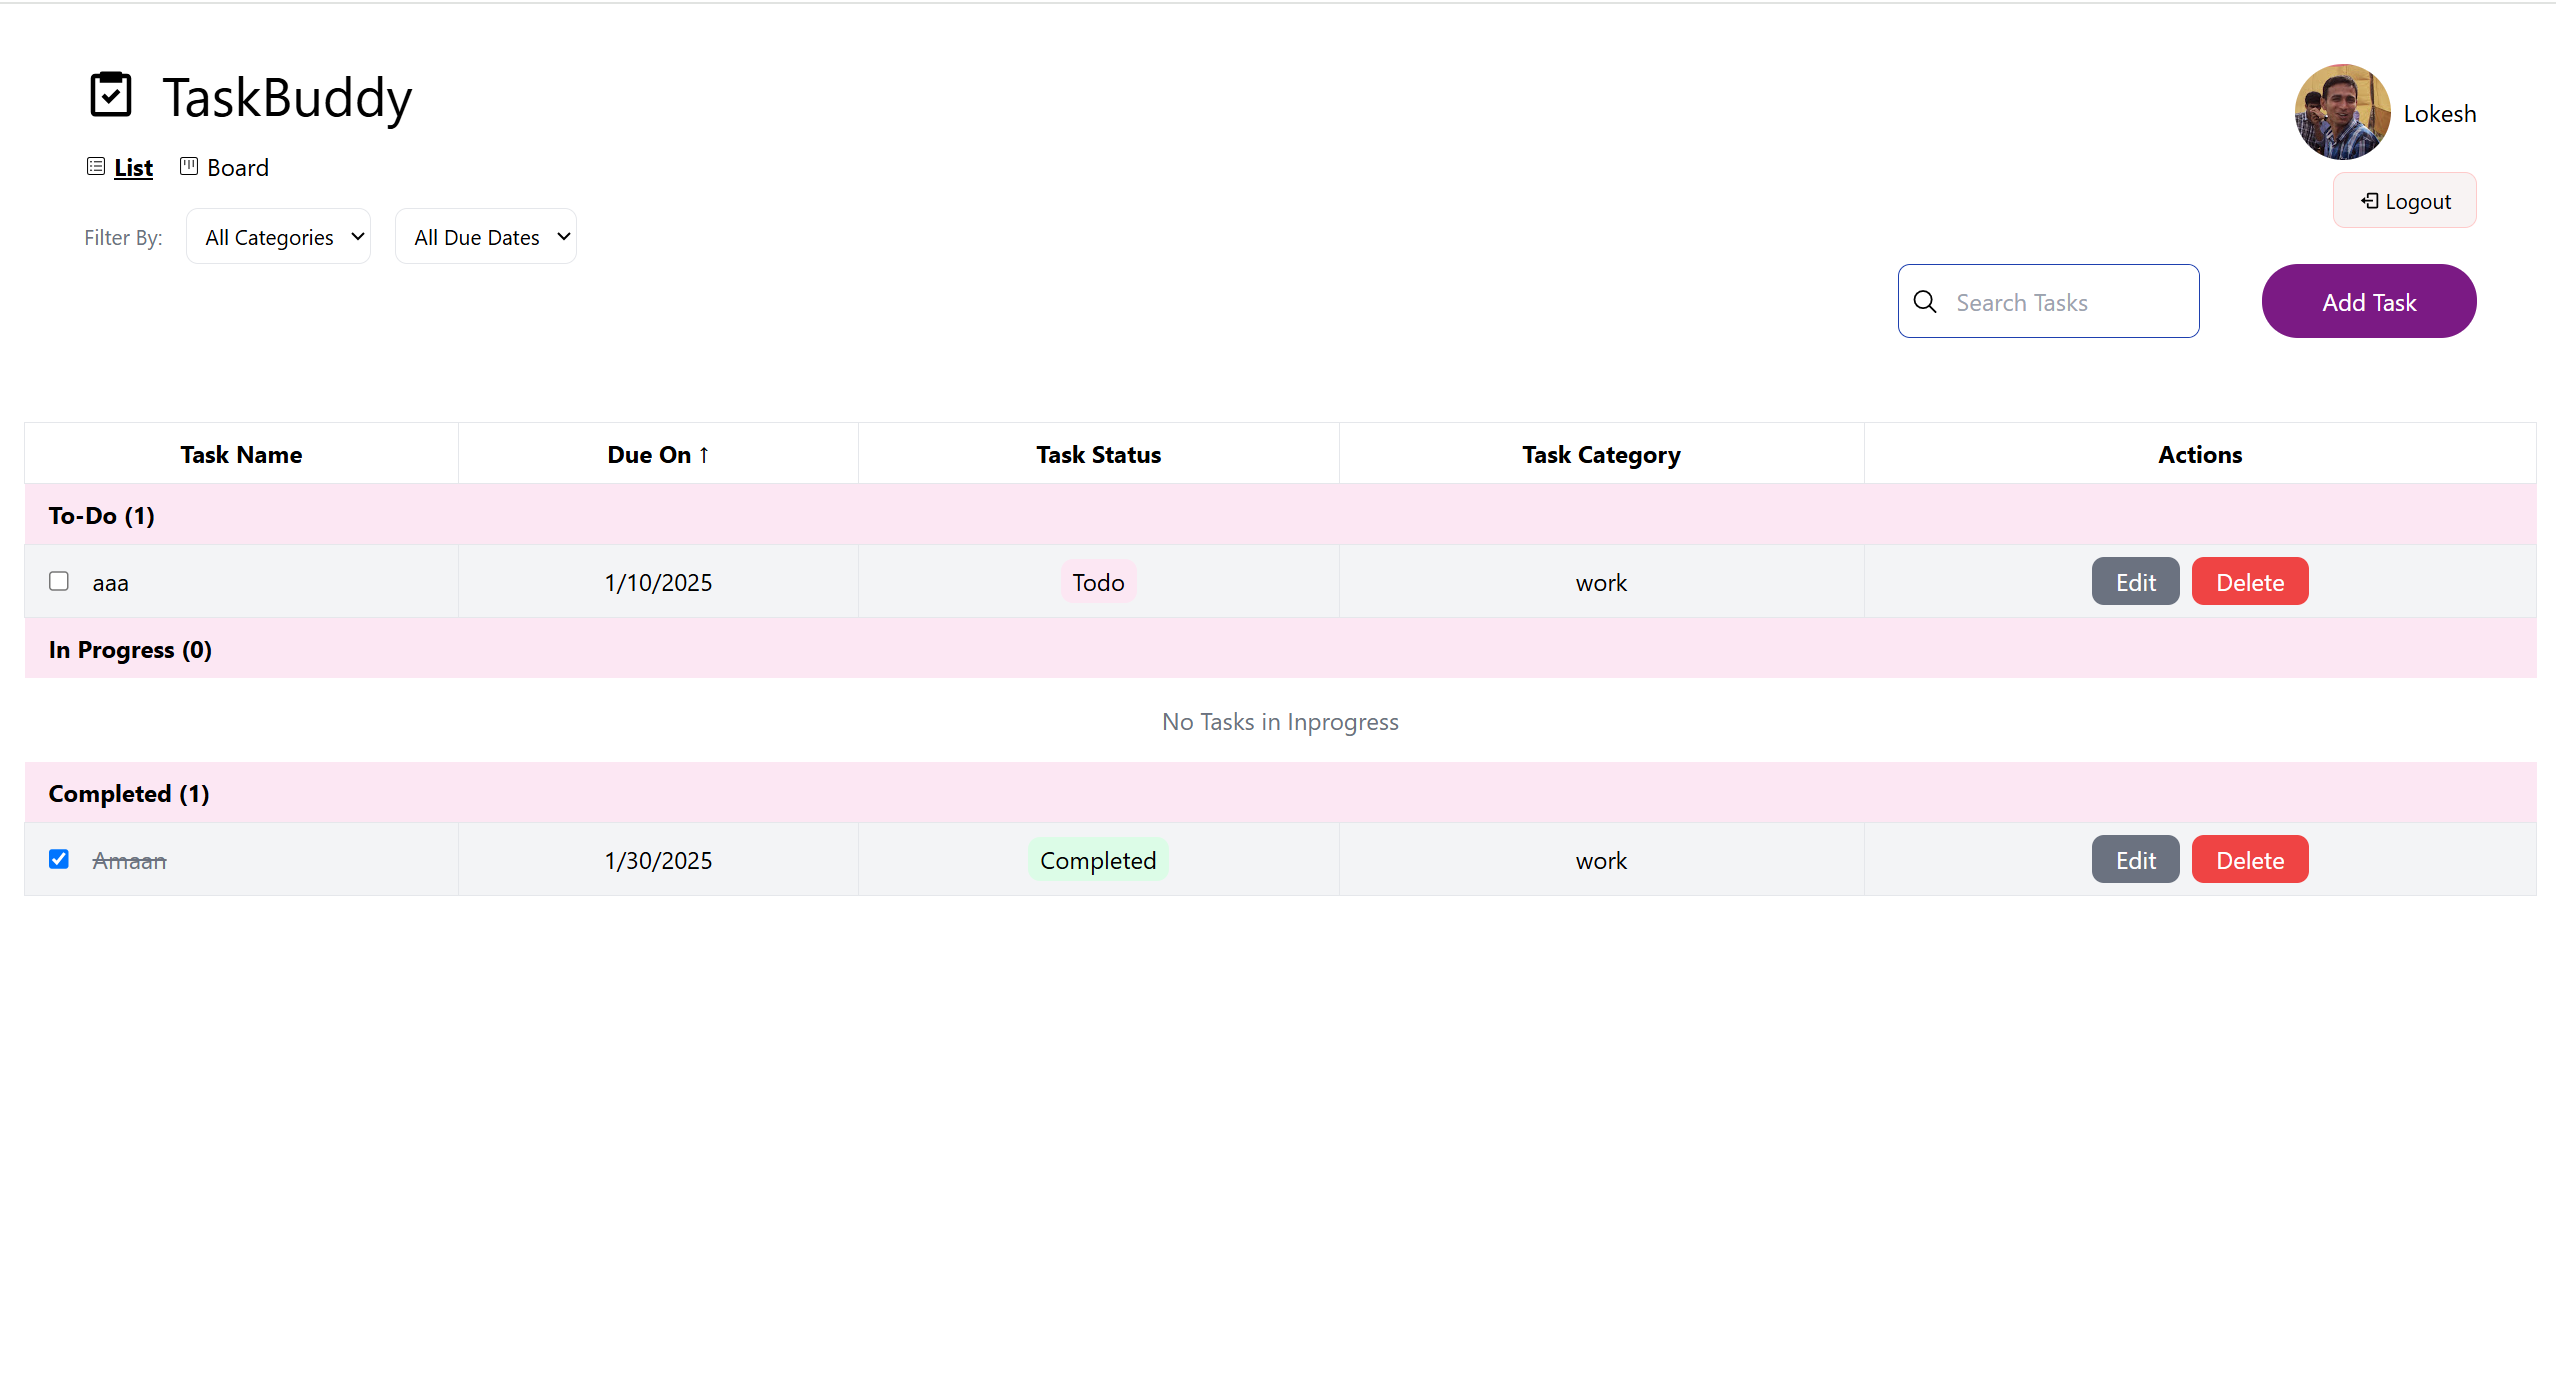 TaskBuddy
Lokesh
List Board
Logout
Filter By: All Categories All Due Dates
Search Tasks Add Task
Task Name Due On ↑ Task Status Task Category Actions
To-Do (1)
aaa 1/10/2025 Todo work Edit Delete
In Progress (0)
No Tasks in Inprogress
Completed (1)
Amaan 1/30/2025 Completed work Edit Delete